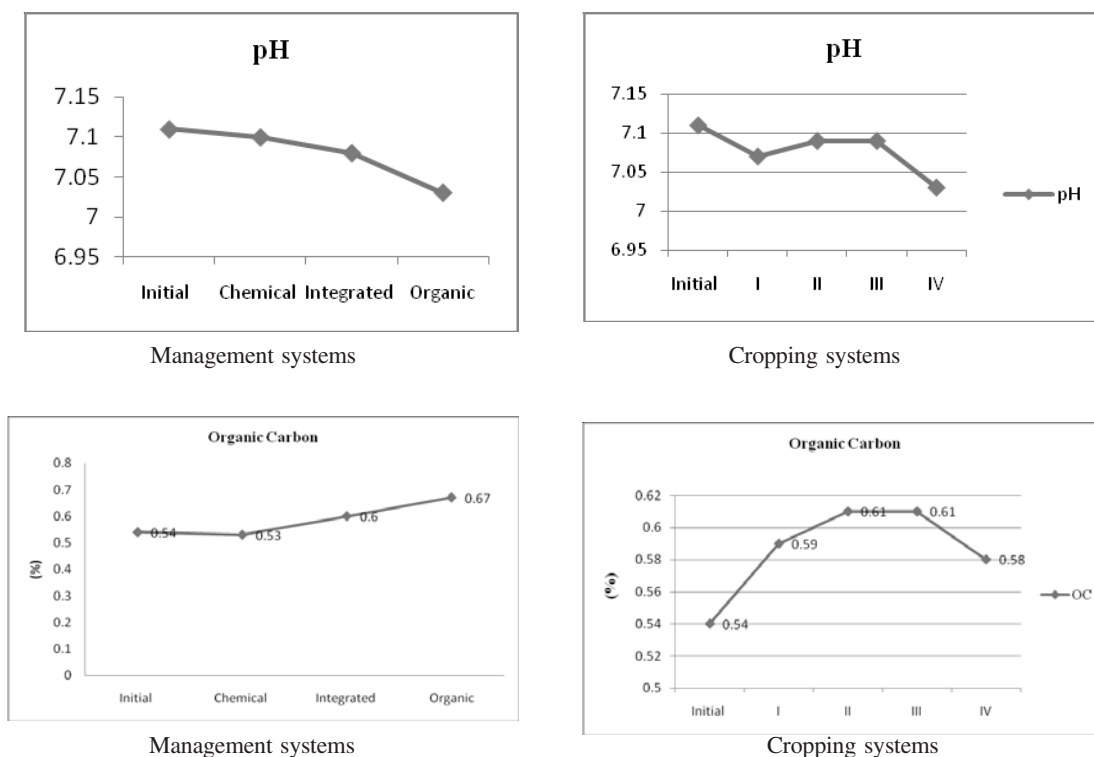 pH
7.15
7.1
7.05
7
6.95
Initial Chemical Integrated Organic
Management systems
pH
7.15
7.1
7.05
7
6.95
Initial I II III IV
pH
Cropping systems
Organic Carbon
(%)
0.8
0.7
0.6
0.5
0.4
0.3
0.2
0.1
0
0.54 0.53 0.6 0.67
Initial Chemical Integrated Organic
Management systems
Organic Carbon
(%)
0.62
0.6
0.58
0.56
0.54
0.52
0.5
0.54 0.59 0.61 0.61 0.58
Initial I II III IV
OC
Cropping systems